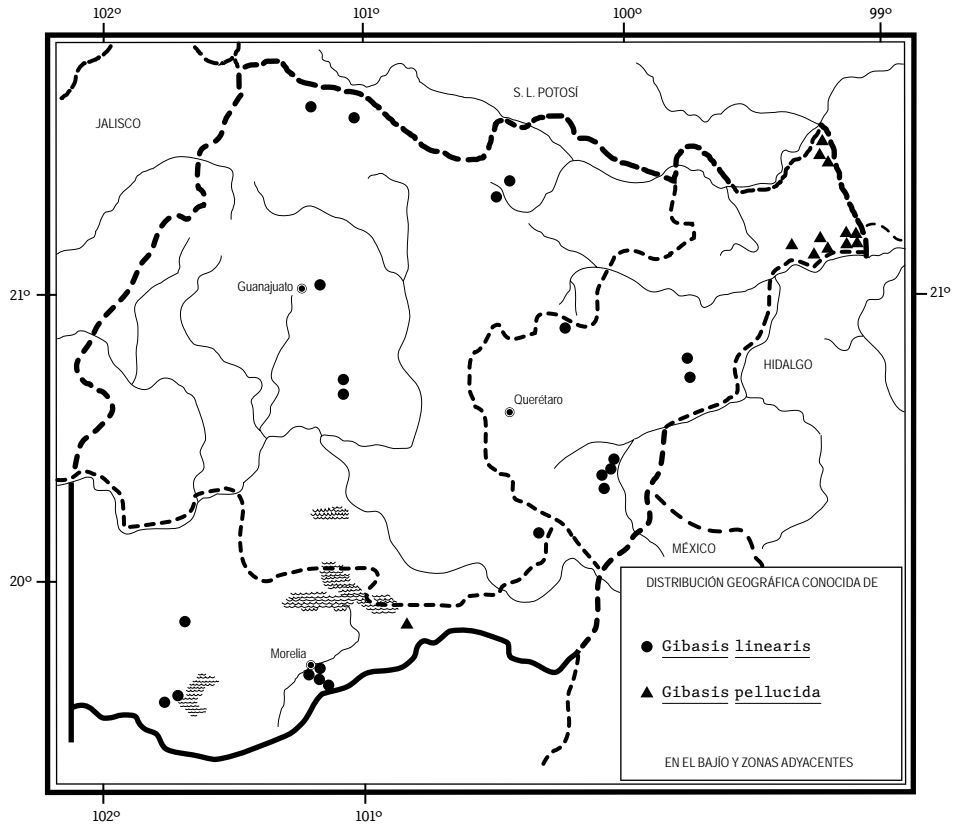 102º 101º 100º 99º
S. L. POTOSÍ
JALISCO
Guanajuato
21º 21º
HIDALGO
Querétaro
MÉXICO
20º
DISTRIBUCIÓN GEOGRÁFICA CONOCIDA DE
Gibasis linearis
Morelia
Gibasis pellucida
EN EL BAJÍO Y ZONAS ADYACENTES
102º 101º